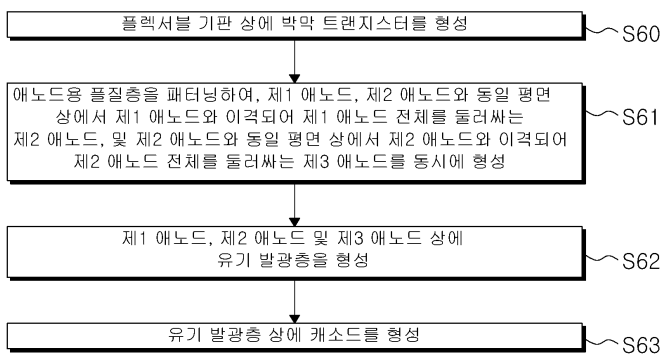 플렉서블 기판 상에 박막 트랜지스터를 형성
S60
애노드용 플질층을 패터닝하여, 제1 애노드, 제2 애노드와 동일 평면
상에서 제1 애노드와 이격되어 제1 애노드 전체를 둘러싸는
제2 애노드, 및 제2 애노드와 동일 평면 상에서 제2 애노드와 이격되어
제2 애노드 전체를 둘러싸는 제3 애노드를 동시에 형성
S61
제1 애노드, 제2 애노드 및 제3 애노드 상에
유기 발광층을 형성
S62
유기 발광층 상에 캐소드를 형성
S63